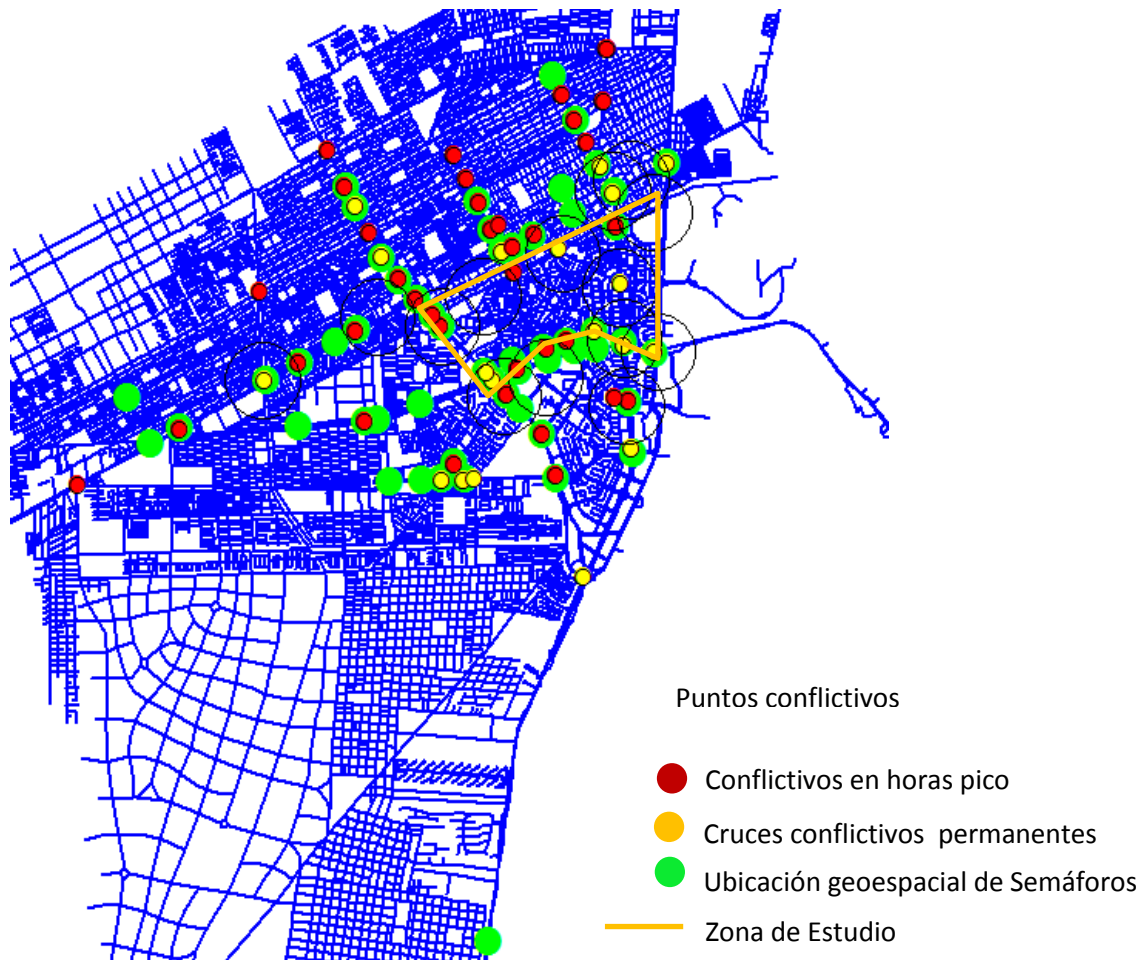 Puntos conflictivos
Conflictivos en horas pico
Cruces conflictivos permanentes
Ubicación geoespacial de Semáforos
Zona de Estudio